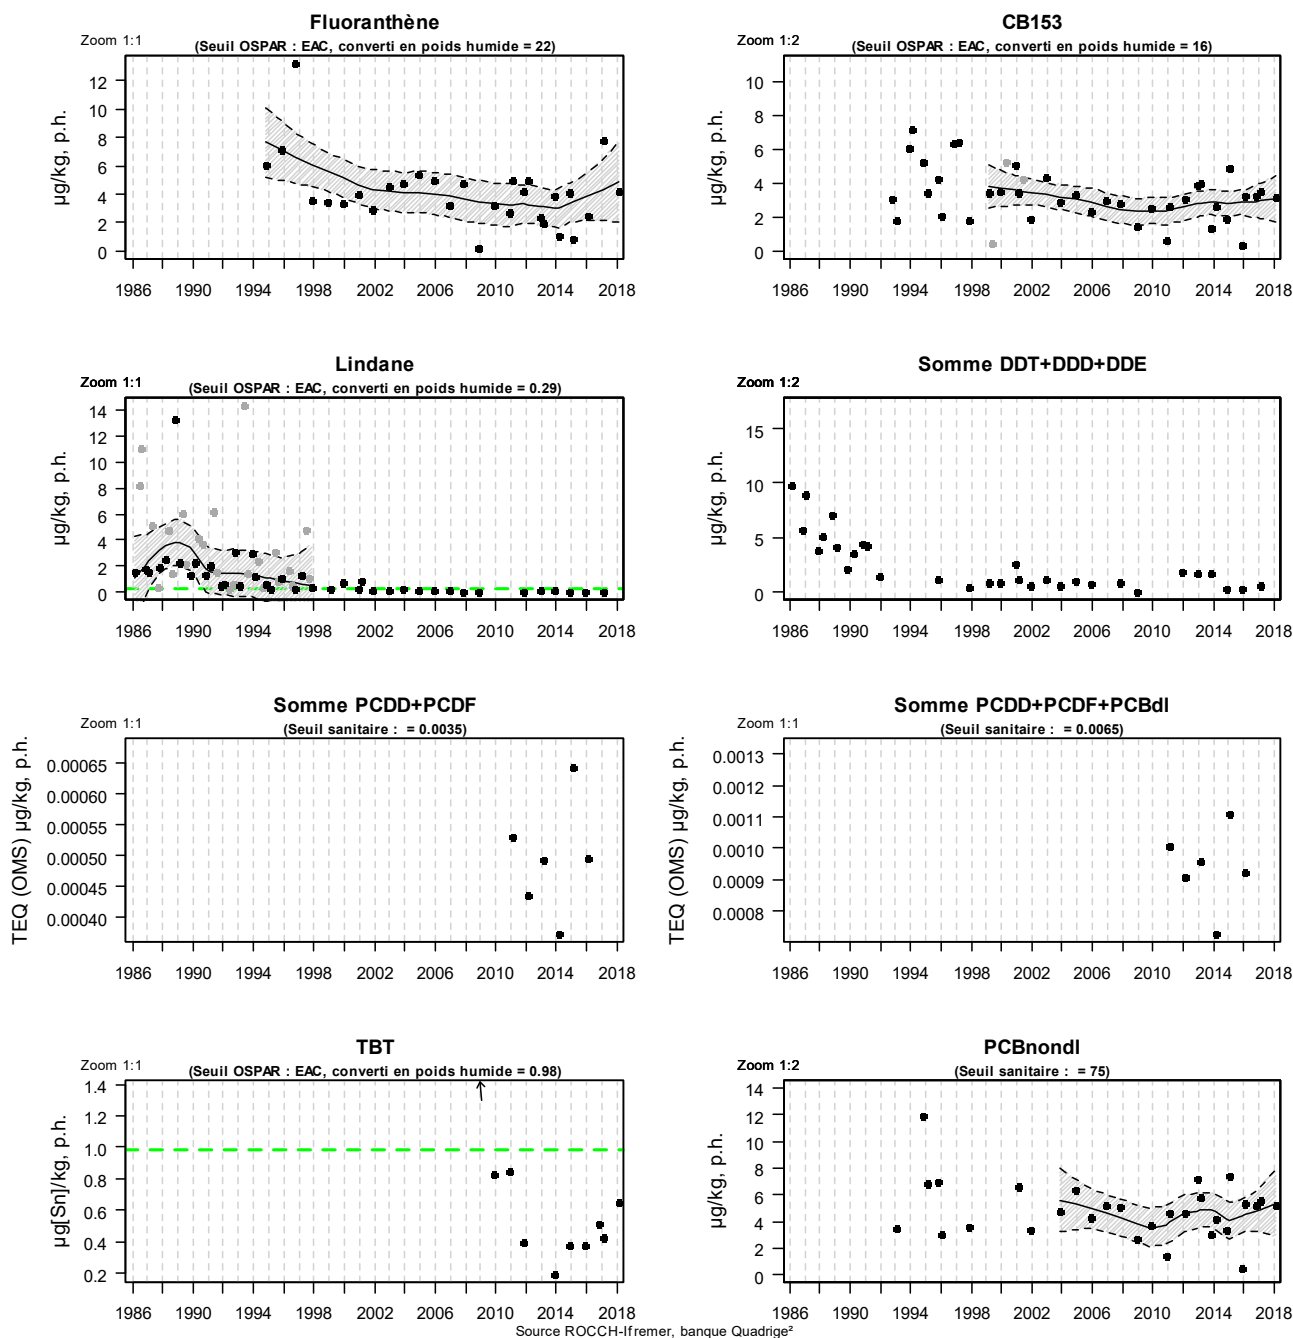 Fluoranthène
Zoom 1:1
(Seuil OSPAR : EAC, converti en poids humide = 22)
µg/kg, p.h.
12
10
8
6
4
2
0
1986 1990 1994 1998 2002 2006 2010 2014 2018
CB153
Zoom 1:2
(Seuil OSPAR : EAC, converti en poids humide = 16)
µg/kg, p.h.
10
8
6
4
2
0
1986 1990 1994 1998 2002 2006 2010 2014 2018
Lindane
Zoom 1:1
(Seuil OSPAR : EAC, converti en poids humide = 0.29)
µg/kg, p.h.
14
12
10
8
6
4
2
0
1986 1990 1994 1998 2002 2006 2010 2014 2018
Somme DDT+DDD+DDE
Zoom 1:2
µg/kg, p.h.
15
10
5
0
1986 1990 1994 1998 2002 2006 2010 2014 2018
Somme PCDD+PCDF
Zoom 1:1
(Seuil sanitaire : = 0.0035)
TEQ (OMS) µg/kg, p.h.
0.00065
0.00060
0.00055
0.00050
0.00045
0.00040
1986 1990 1994 1998 2002 2006 2010 2014 2018
Somme PCDD+PCDF+PCBdl
Zoom 1:1
(Seuil sanitaire : = 0.0065)
TEQ (OMS) µg/kg, p.h.
0.0013
0.0012
0.0011
0.0010
0.0009
0.0008
1986 1990 1994 1998 2002 2006 2010 2014 2018
TBT
Zoom 1:1
(Seuil OSPAR : EAC, converti en poids humide = 0.98)
µg[Sn]/kg, p.h.
1.4
1.2
1.0
0.8
0.6
0.4
0.2
1986 1990 1994 1998 2002 2006 2010 2014 2018
PCBnondl
Zoom 1:2
(Seuil sanitaire : = 75)
µg/kg, p.h.
14
12
10
8
6
4
2
0
1986 1990 1994 1998 2002 2006 2010 2014 2018
Source ROCCH-Ifremer, banque Quadrige²